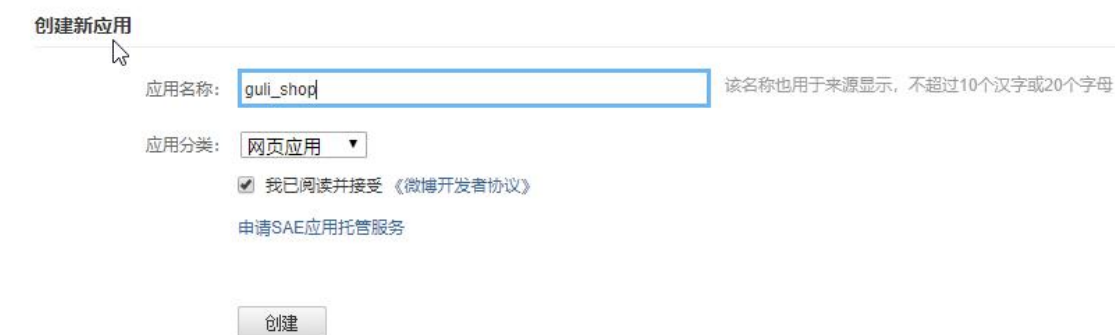 创建新应用
应用名称： guli_shop 该名称也用于来源显示，不超过10个汉字或20个字母
应用分类： 网页应用
我已阅读并接受 《微博开发者协议》
申请SAE应用托管服务
创建